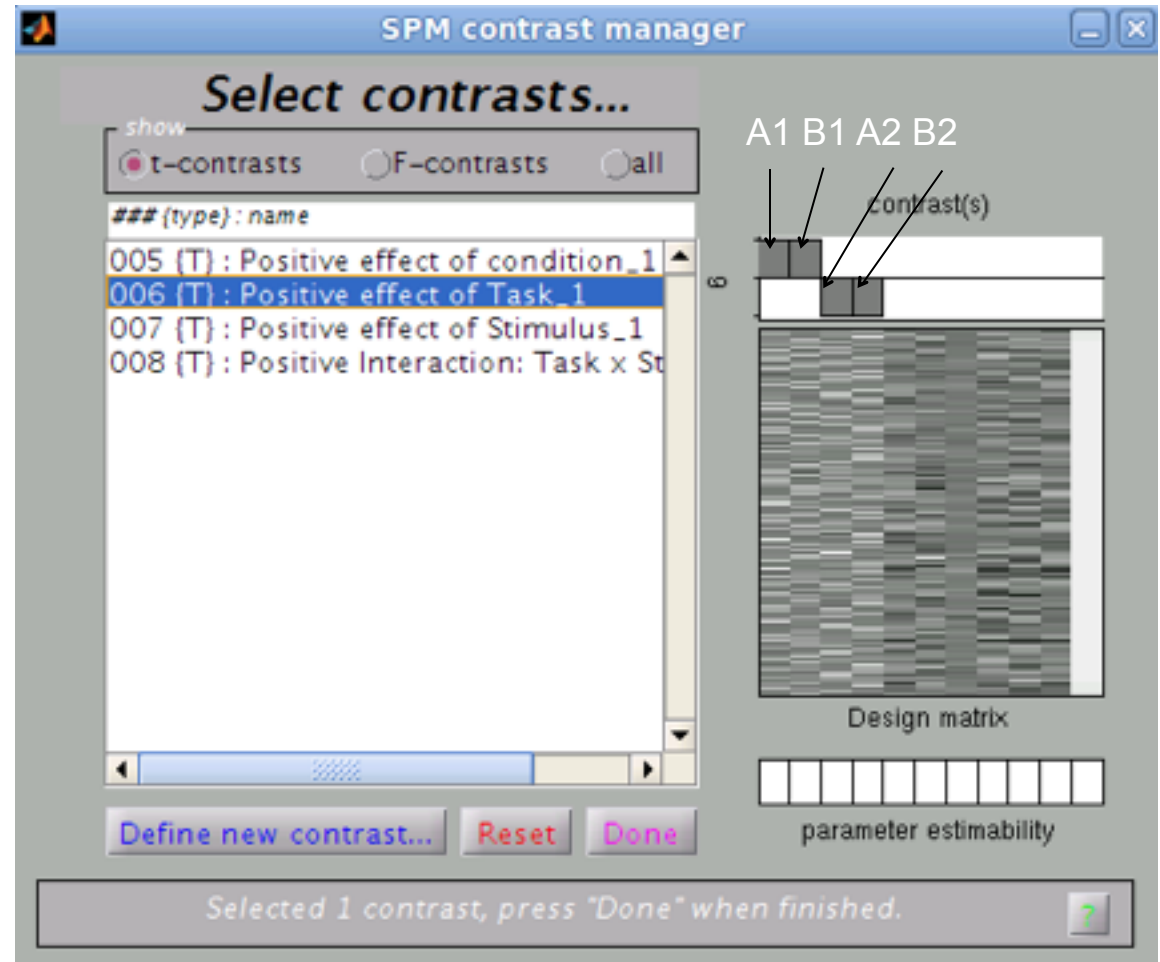 SPM contrast manager
Select contrasts...
show
t-contrasts F-contrasts all
### {type} : name
005 {T} : Positive effect of condition_1
006 {T} : Positive effect of Task_1
007 {T} : Positive effect of Stimulus_1
008 {T} : Positive Interaction: Task x St
Define new contrast... Reset Done
A1 B1 A2 B2
contrast(s)
6
Design matrix
parameter estimability
Selected 1 contrast, press "Done" when finished.
?